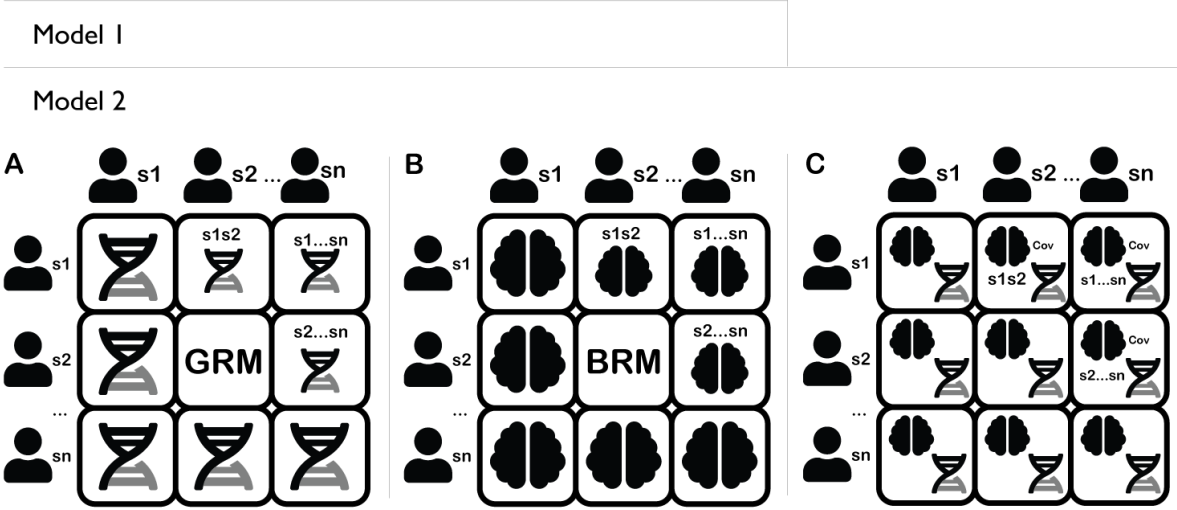 Model 1
Model 2
A s1 s2 ... sn
s1 s1s2 s1...sn
s2 GRM s2...sn
...
sn
B s1 s2 ... sn
s1 s1s2 s1...sn
s2 BRM s2...sn
...
sn
C s1 s2 ... sn
s1 Cov s1s2 Cov s1...sn
s2 Cov s2...sn
...
sn